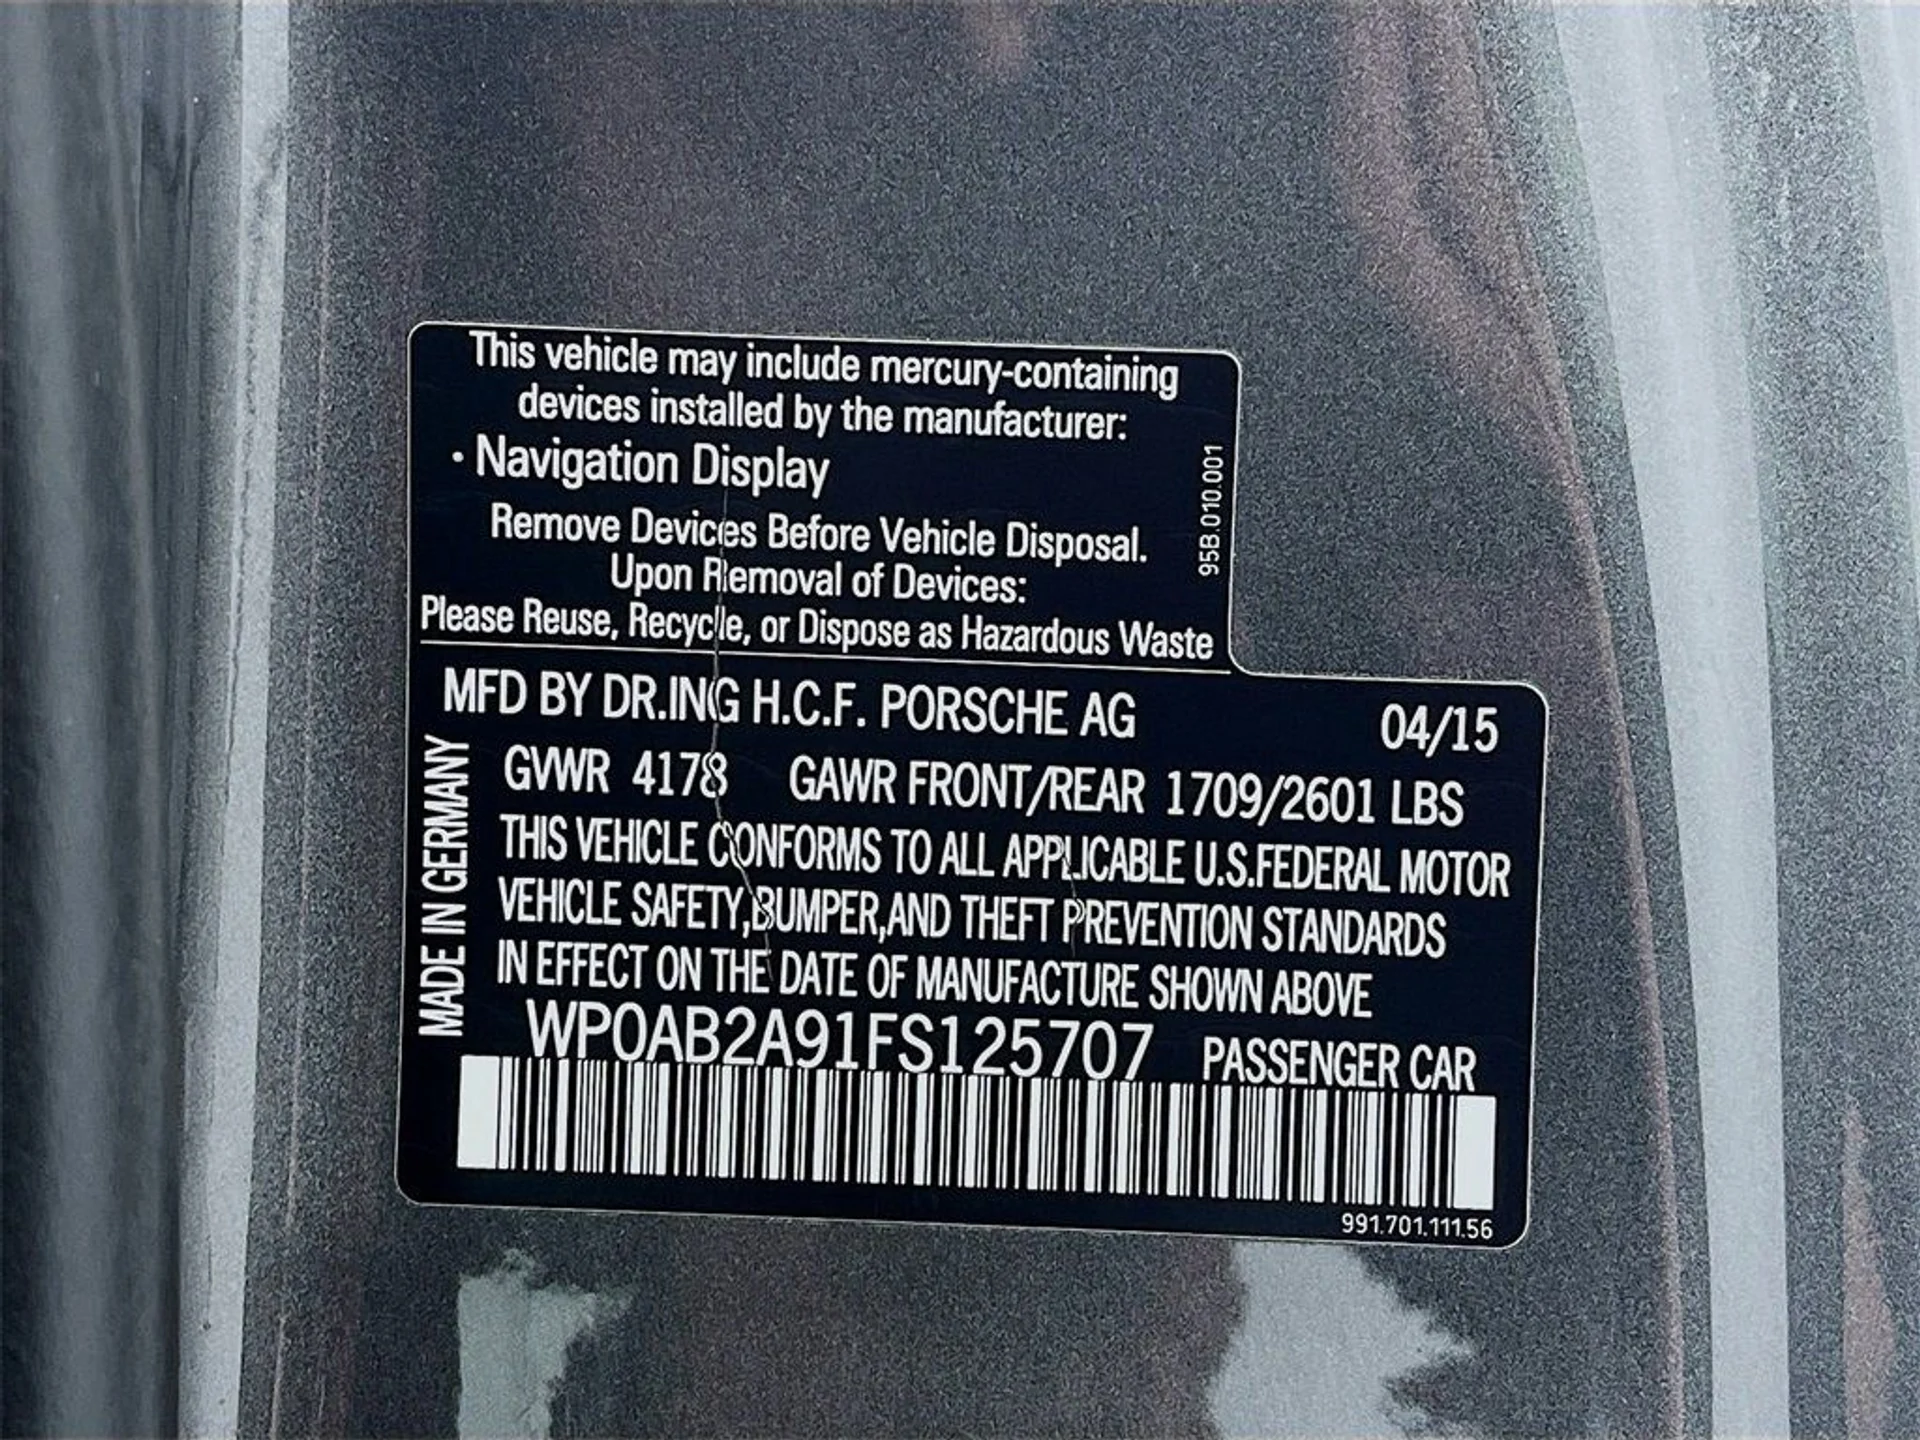 This vehicle may include mercury-containing
devices installed by the manufacturer:
· Navigation Display
Remove Devices Before Vehicle Disposal.
Upon Removal of Devices:
Please Reuse, Recycle, or Dispose as Hazardous Waste
95B.010.001
MFD BY DR.ING H.C.F. PORSCHE AG 04/15
GVWR 4178 GAWR FRONT/REAR 1709/2601 LBS
THIS VEHICLE CONFORMS TO ALL APPLICABLE U.S.FEDERAL MOTOR
VEHICLE SAFETY,BUMPER,AND THEFT PREVENTION STANDARDS
IN EFFECT ON THE DATE OF MANUFACTURE SHOWN ABOVE
MADE IN GERMANY
WP0AB2A91FS125707 PASSENGER CAR
991.701.111.56